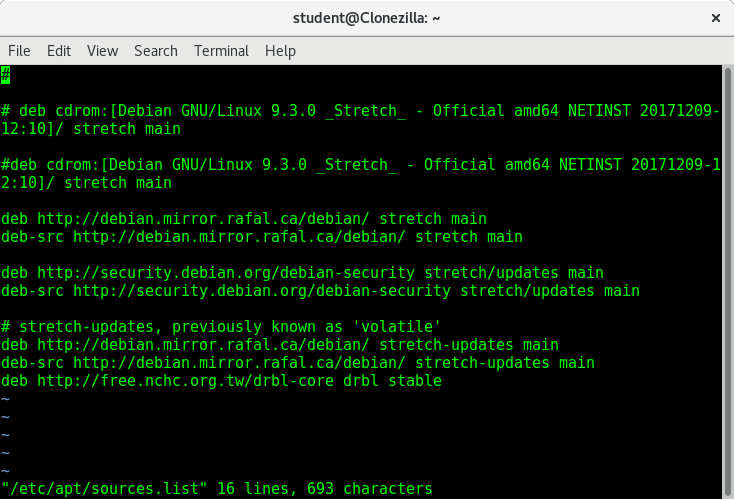 student@Clonezilla: ~
×
File Edit View Search Terminal Help
#
# deb cdrom:[Debian GNU/Linux 9.3.0 _Stretch_ - Official amd64 NETINST 20171209-
12:10]/ stretch main
#deb cdrom:[Debian GNU/Linux 9.3.0 _Stretch_ - Official amd64 NETINST 20171209-1
2:10]/ stretch main
deb http://debian.mirror.rafal.ca/debian/ stretch main
deb-src http://debian.mirror.rafal.ca/debian/ stretch main
deb http://security.debian.org/debian-security stretch/updates main
deb-src http://security.debian.org/debian-security stretch/updates main
# stretch-updates, previously known as 'volatile'
deb http://debian.mirror.rafal.ca/debian/ stretch-updates main
deb-src http://debian.mirror.rafal.ca/debian/ stretch-updates main
deb http://free.nchc.org.tw/drbl-core drbl stable
~
~
~
~
~
"/etc/apt/sources.list" 16 lines, 693 characters